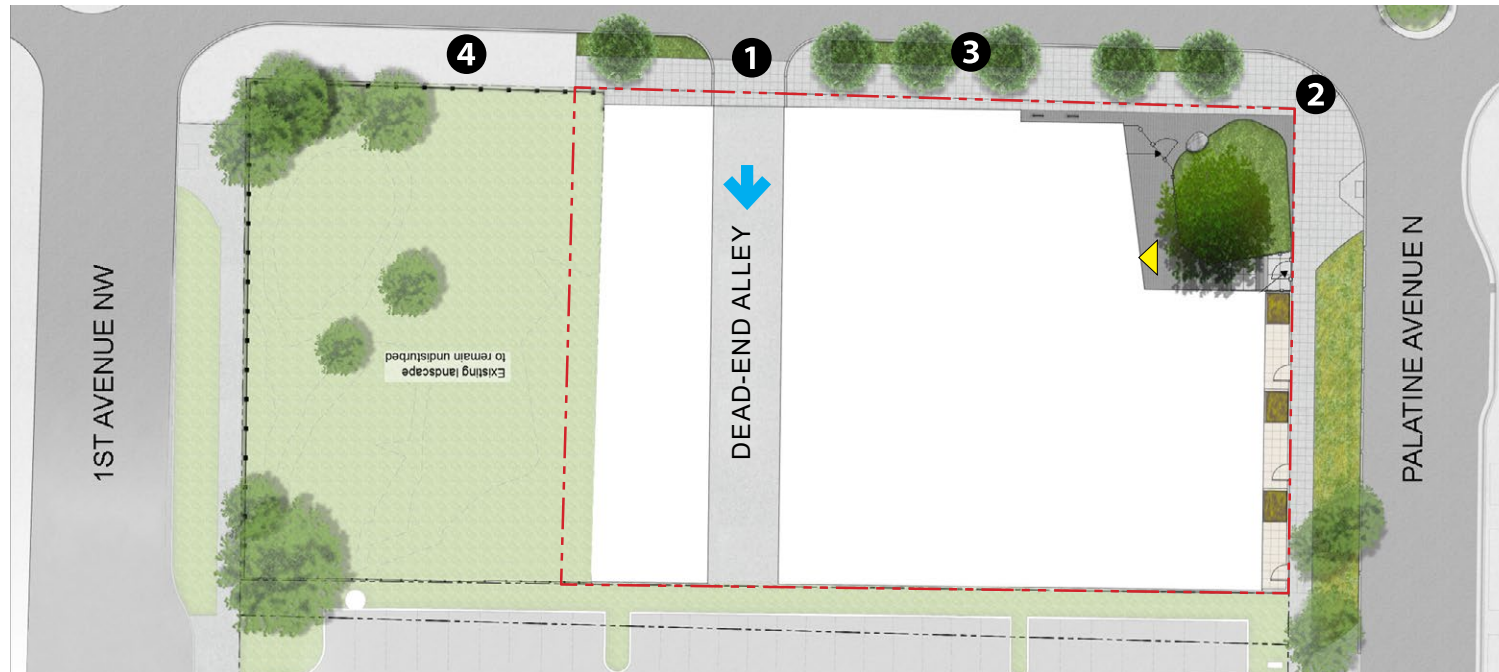 4
1
3
2
1ST AVENUE NW
DEAD-END ALLEY
PALATINE AVENUE N
Existing landscape
to remain undisturbed